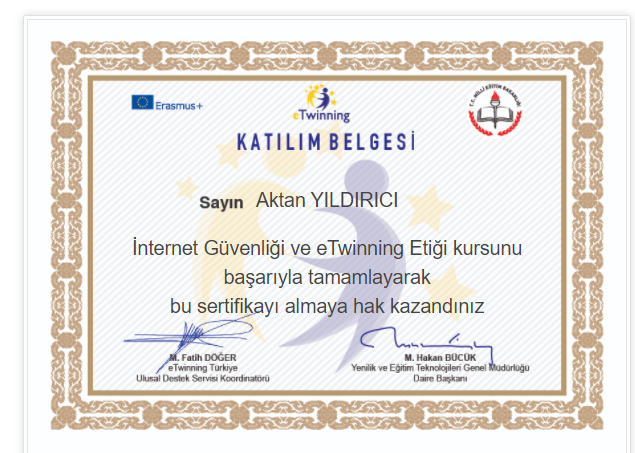 Erasmus+
eTwinning
T.C. MİLLÎ EĞİTİM BAKANLIĞI
KATILIM BELGESİ
Sayın Aktan YILDIRICI
İnternet Güvenliği ve eTwinning Etiği kursunu
başarıyla tamamlayarak
bu sertifikayı almaya hak kazandınız
M. Fatih DÖĞER
eTwinning Türkiye
Ulusal Destek Servisi Koordinatörü
M. Hakan BÜCÜK
Yenilik ve Eğitim Teknolojileri Genel Müdürlüğü
Daire Başkanı